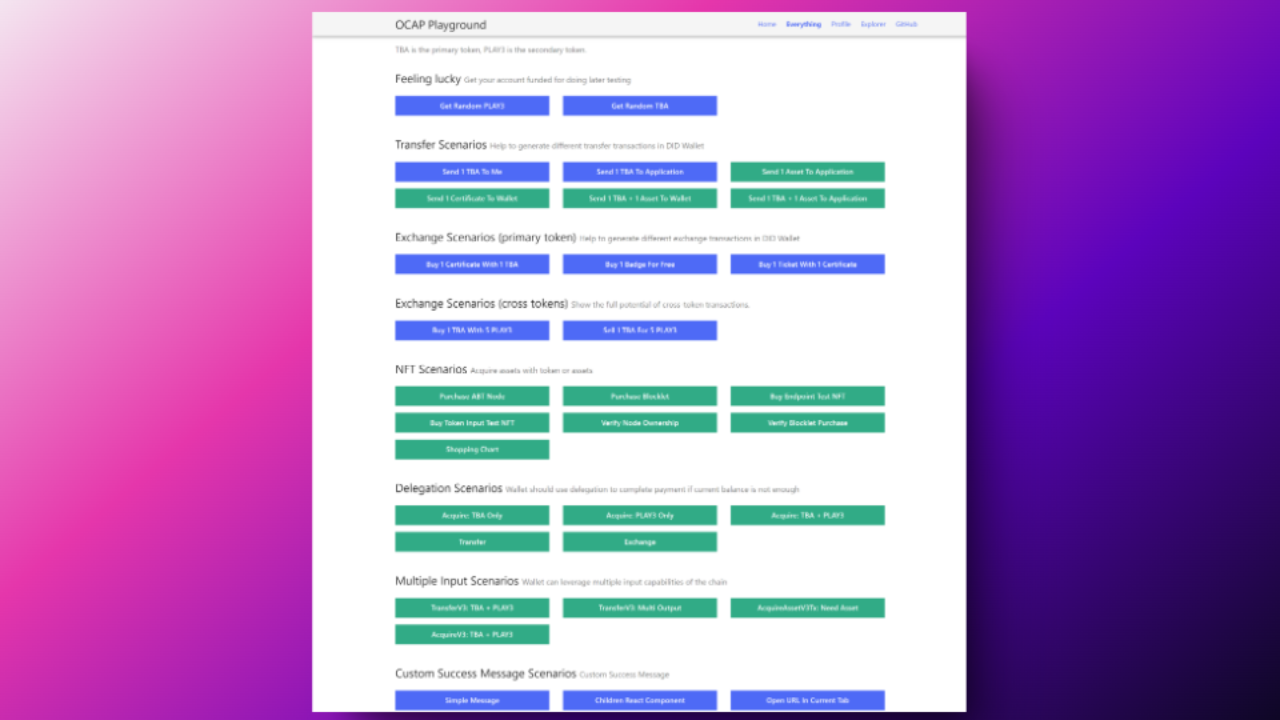 OCAP Playground
Home Everything Profile Explorer GitHub
TBA is the primary token, PLAY3 is the secondary token.
Feeling lucky Get your account funded for doing later testing
Get Random PLAY3 Get Random TBA
Transfer Scenarios Help to generate different transfer transactions in DID Wallet
Send 1 TBA To Me Send 1 TBA To Application Send 1 Asset To Application
Send 1 Certificate To Wallet Send 1 TBA + 1 Asset To Wallet Send 1 TBA + 1 Asset To Application
Exchange Scenarios (primary token) Help to generate different exchange transactions in DID Wallet
Buy 1 Certificate With 1 TBA Buy 1 Badge For Free Buy 1 Ticket With 1 Certificate
Exchange Scenarios (cross tokens) Show the full potential of cross-token transactions.
Buy 1 TBA With 5 PLAY3 Sell 1 TBA For 5 PLAY3
NFT Scenarios Acquire assets with token or assets
Purchase ABT Node Purchase Blocklet Buy Endpoint Test NFT
Buy Token Input Test NFT Verify Node Ownership Verify Blocklet Purchase
Shopping Chart
Delegation Scenarios Wallet should use delegation to complete payment if current balance is not enough
Acquire: TBA Only Acquire: PLAY3 Only Acquire: TBA + PLAY3
Transfer Exchange
Multiple Input Scenarios Wallet can leverage multiple input capabilities of the chain
TransferV3: TBA + PLAY3 TransferV3: Multi Output AcquireAssetV3Tx: Need Asset
AcquireV3: TBA + PLAY3
Custom Success Message Scenarios Custom Success Message
Simple Message Children React Component Open URL In Current Tab